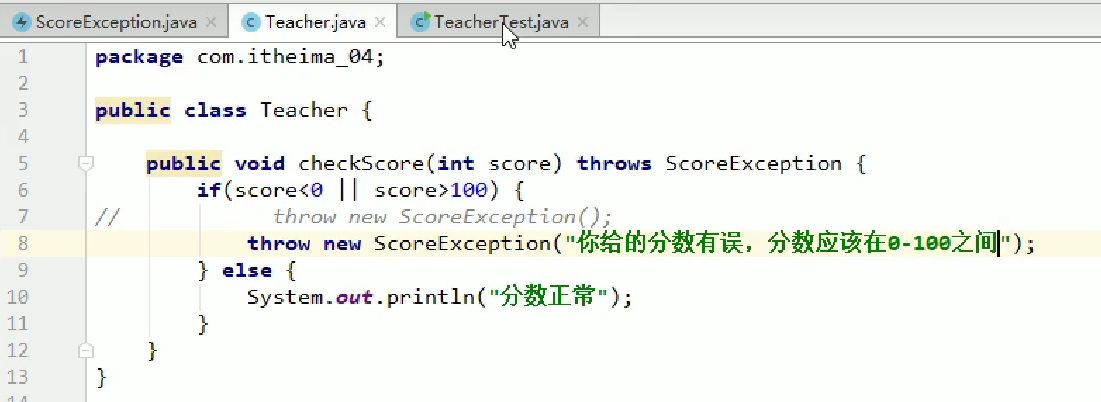 ScoreException.java × Teacher.java × TeacherTest.java ×
1 package com.itheima_04;
2
3 public class Teacher {
4
5 public void checkScore(int score) throws ScoreException {
6 if(score<0 || score>100) {
7 // throw new ScoreException();
8 throw new ScoreException("你给的分数有误，分数应该在0-100之间");
9 } else {
10 System.out.println("分数正常");
11 }
12 }
13 }
14